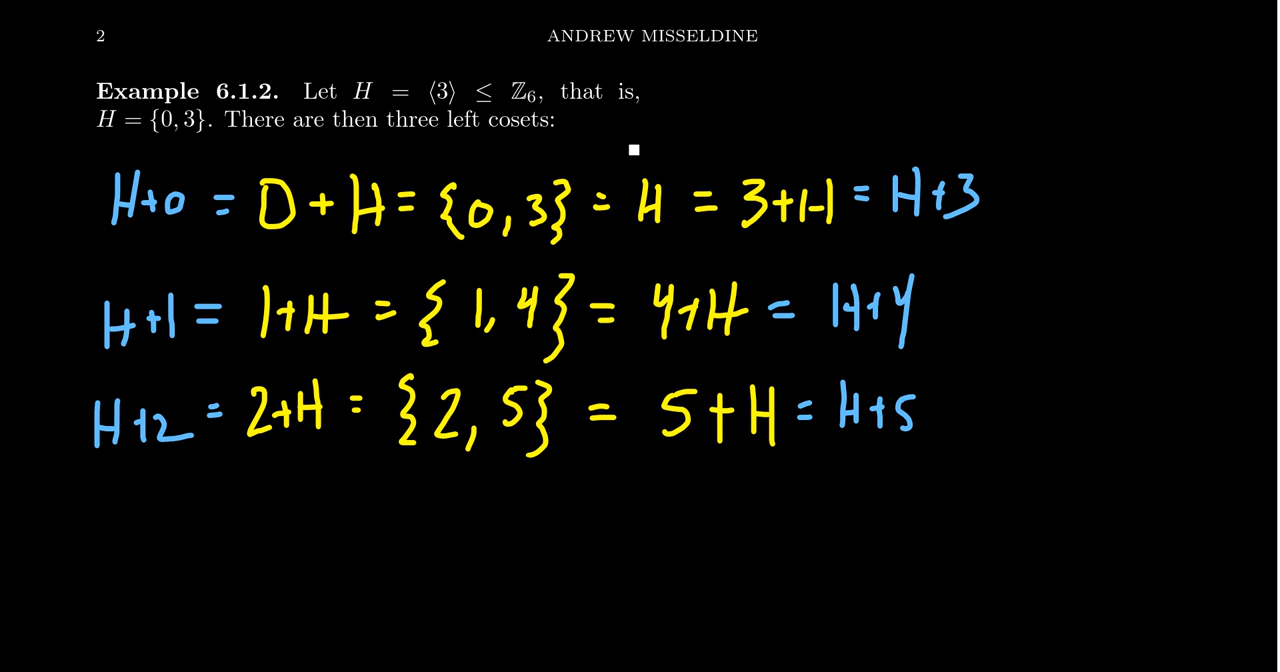 2 ANDREW MISSELDINE
Example 6.1.2. Let H = ⟨3⟩ ≤ ℤ₆, that is,
H = {0, 3}. There are then three left cosets:
H+0 = 0+H = {0, 3} = H = 3+H = H+3
H+1 = 1+H = {1, 4} = 4+H = H+4
H+2 = 2+H = {2, 5} = 5+H = H+5